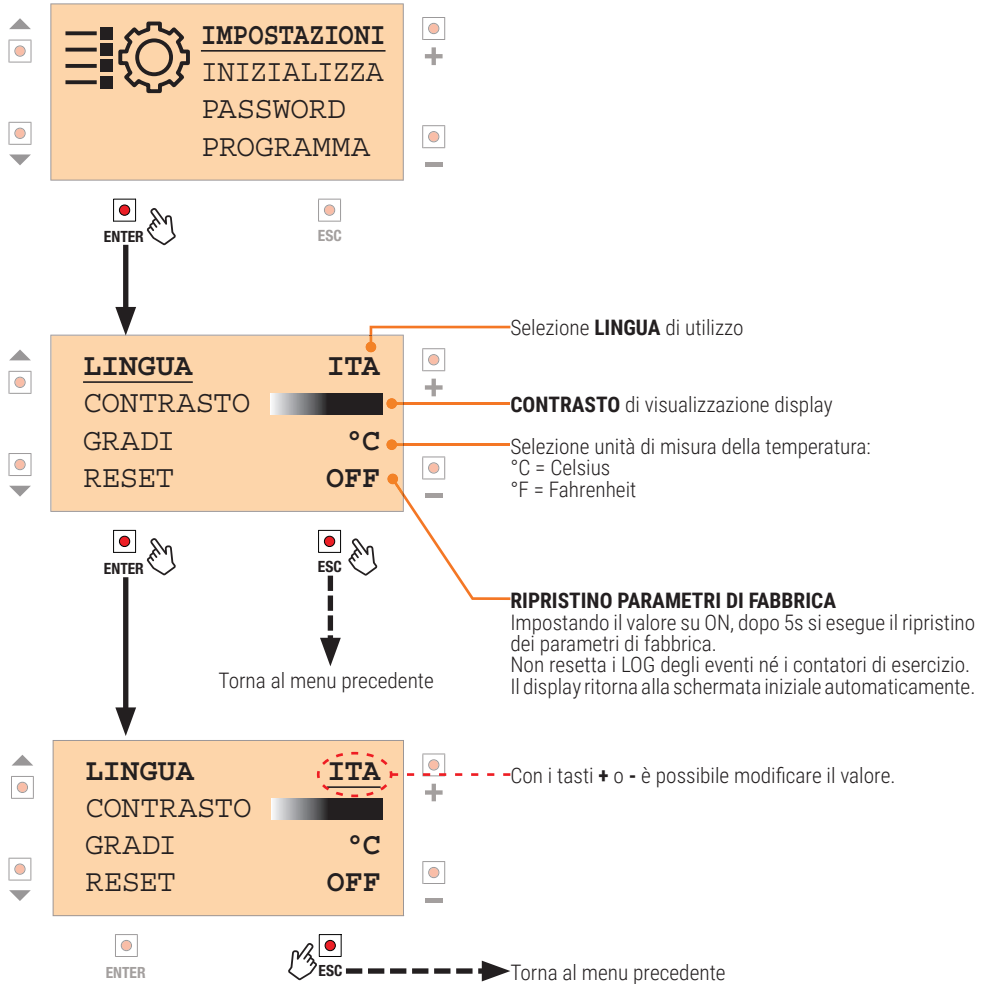 IMPOSTAZIONI
INIZIALIZZA
PASSWORD
PROGRAMMA
+
-
ENTER
ESC
Selezione LINGUA di utilizzo
LINGUA ITA
CONTRASTO
GRADI °C
RESET OFF
+
-
CONTRASTO di visualizzazione display
Selezione unità di misura della temperatura:
°C = Celsius
°F = Fahrenheit
ENTER
ESC
RIPRISTINO PARAMETRI DI FABBRICA
Impostando il valore su ON, dopo 5s si esegue il ripristino
dei parametri di fabbrica.
Non resetta i LOG degli eventi né i contatori di esercizio.
Il display ritorna alla schermata iniziale automaticamente.
Torna al menu precedente
LINGUA ITA
CONTRASTO
GRADI °C
RESET OFF
+
-
Con i tasti + o - è possibile modificare il valore.
ENTER
ESC
Torna al menu precedente